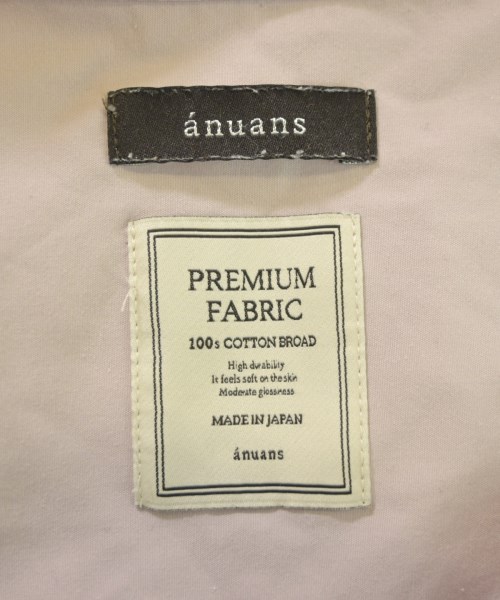 ánuans
PREMIUM
FABRIC
100s COTTON BROAD
High durability
It feels soft on the skin
Moderate glossness
MADE IN JAPAN
ánuans